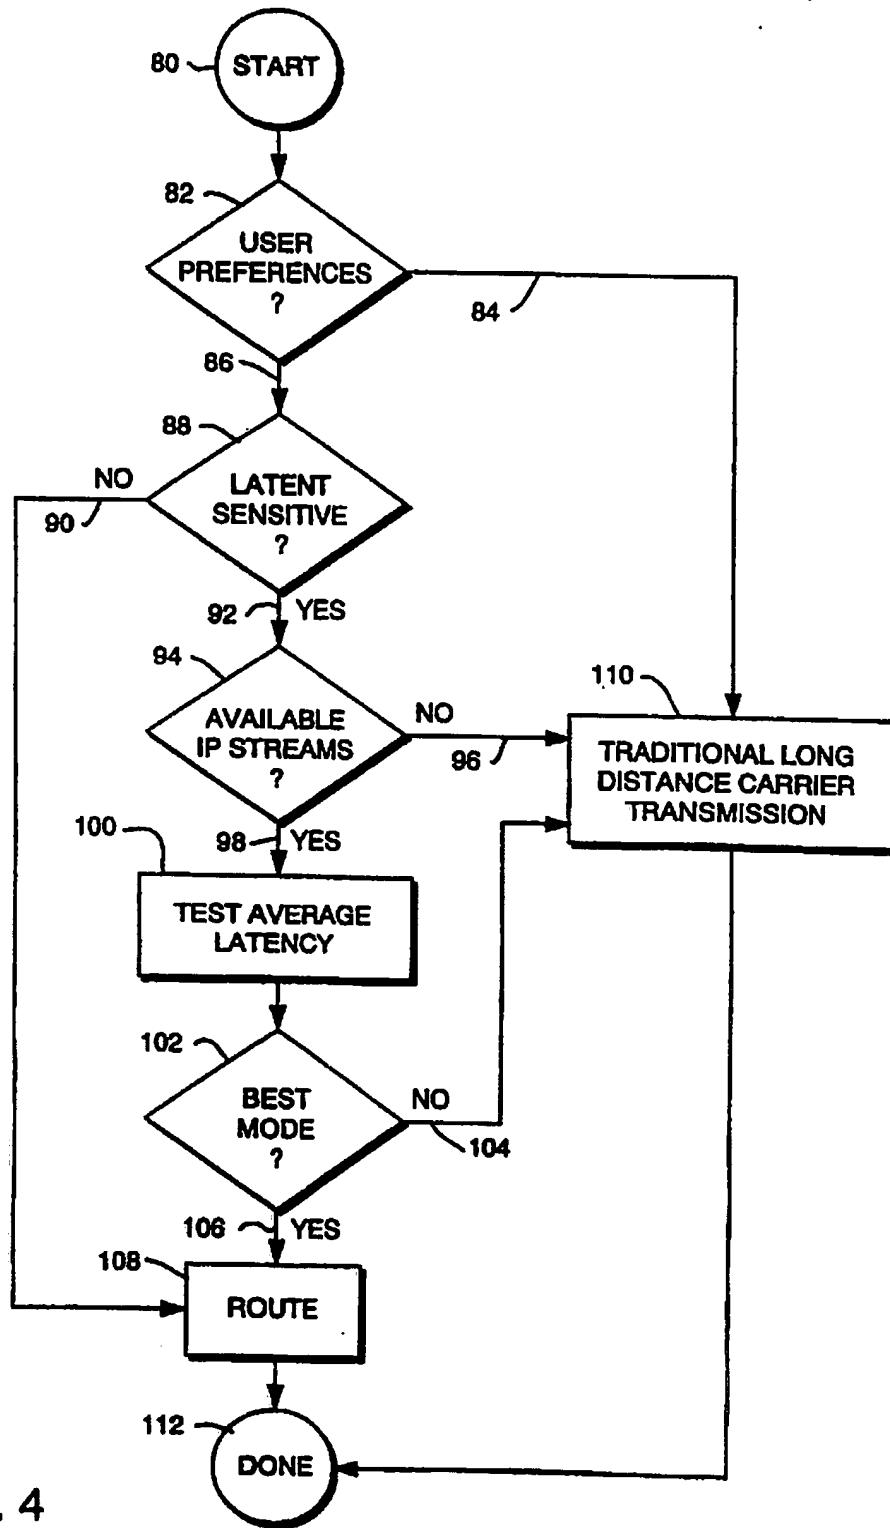 80
START
82
USER
PREFERENCES
?
84
86
88
NO
LATENT
SENSITIVE
?
90
92
YES
94
110
AVAILABLE
IP STREAMS
?
NO
96
TRADITIONAL LONG
DISTANCE CARRIER
TRANSMISSION
100
98
YES
TEST AVERAGE
LATENCY
102
BEST
MODE
?
NO
104
106
YES
108
ROUTE
112
DONE
. 4